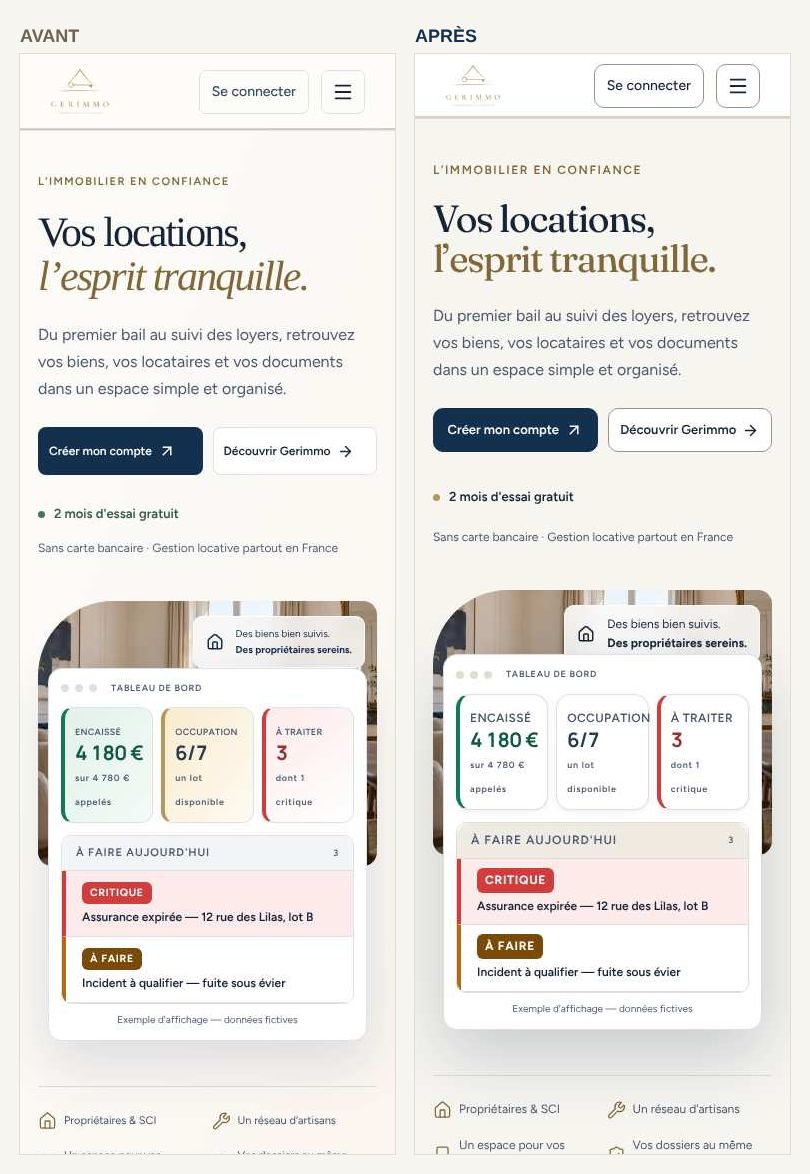 AVANT
GERIMMO
Se connecter
L'IMMOBILIER EN CONFIANCE
Vos locations,
l’esprit tranquille.
Du premier bail au suivi des loyers, retrouvez
vos biens, vos locataires et vos documents
dans un espace simple et organisé.
Créer mon compte
Découvrir Gerimmo
2 mois d'essai gratuit
Sans carte bancaire · Gestion locative partout en France
Des biens bien suivis.
Des propriétaires sereins.
TABLEAU DE BORD
ENCAISSÉ
4 180 €
sur 4 780 €
appelés
OCCUPATION
6/7
un lot
disponible
À TRAITER
3
dont 1
critique
À FAIRE AUJOURD'HUI 3
CRITIQUE
Assurance expirée — 12 rue des Lilas, lot B
À FAIRE
Incident à qualifier — fuite sous évier
Exemple d'affichage — données fictives
Propriétaires & SCI
Un réseau d'artisans
APRÈS
GERIMMO
Se connecter
L'IMMOBILIER EN CONFIANCE
Vos locations,
l’esprit tranquille.
Du premier bail au suivi des loyers, retrouvez
vos biens, vos locataires et vos documents
dans un espace simple et organisé.
Créer mon compte
Découvrir Gerimmo
2 mois d'essai gratuit
Sans carte bancaire · Gestion locative partout en France
Des biens bien suivis.
Des propriétaires sereins.
TABLEAU DE BORD
ENCAISSÉ
4 180 €
sur 4 780 €
appelés
OCCUPATION
6/7
un lot
disponible
À TRAITER
3
dont 1
critique
À FAIRE AUJOURD'HUI 3
CRITIQUE
Assurance expirée — 12 rue des Lilas, lot B
À FAIRE
Incident à qualifier — fuite sous évier
Exemple d'affichage — données fictives
Propriétaires & SCI
Un réseau d'artisans
Un espace pour vos
Vos dossiers au même